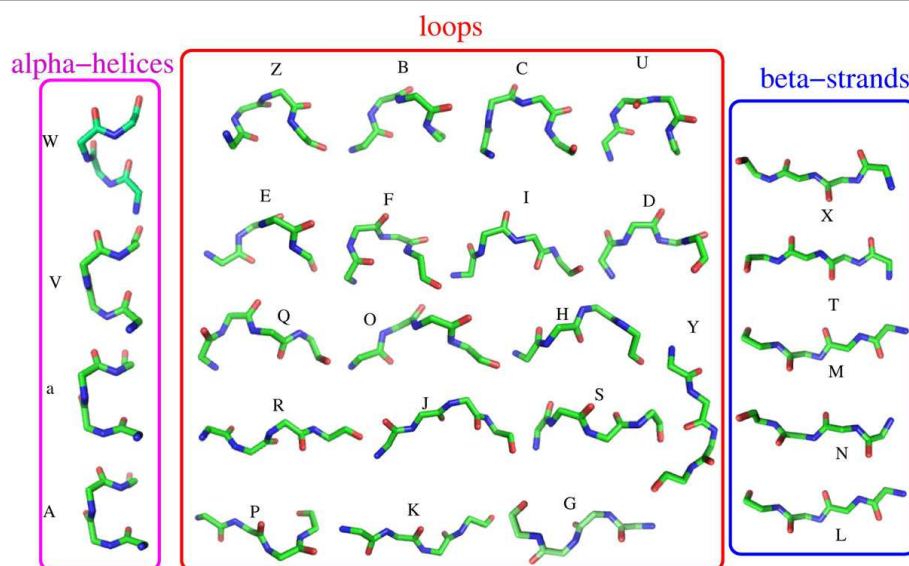 loops
alpha-helices
beta-strands
Z B C U
W
E F I D
X
V
T
Q O H Y
M
a
R J S
N
A
P K G
L